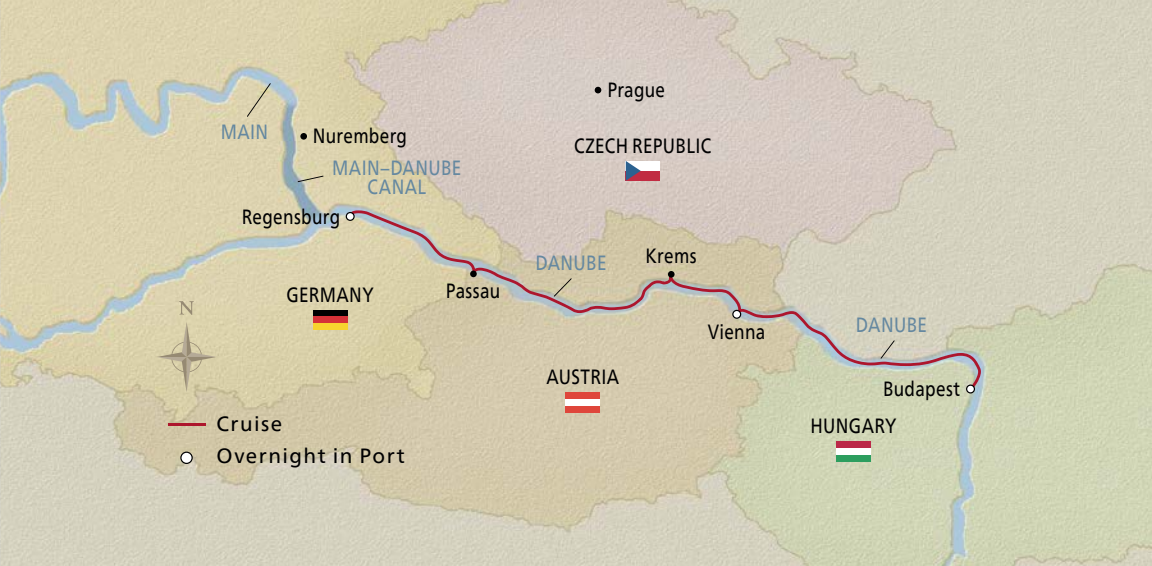 Prague
MAIN
Nuremberg
CZECH REPUBLIC
MAIN–DANUBE
CANAL
Regensburg
Krems
DANUBE
Passau
GERMANY
N
Vienna
DANUBE
AUSTRIA
Budapest
HUNGARY
Cruise
Overnight in Port